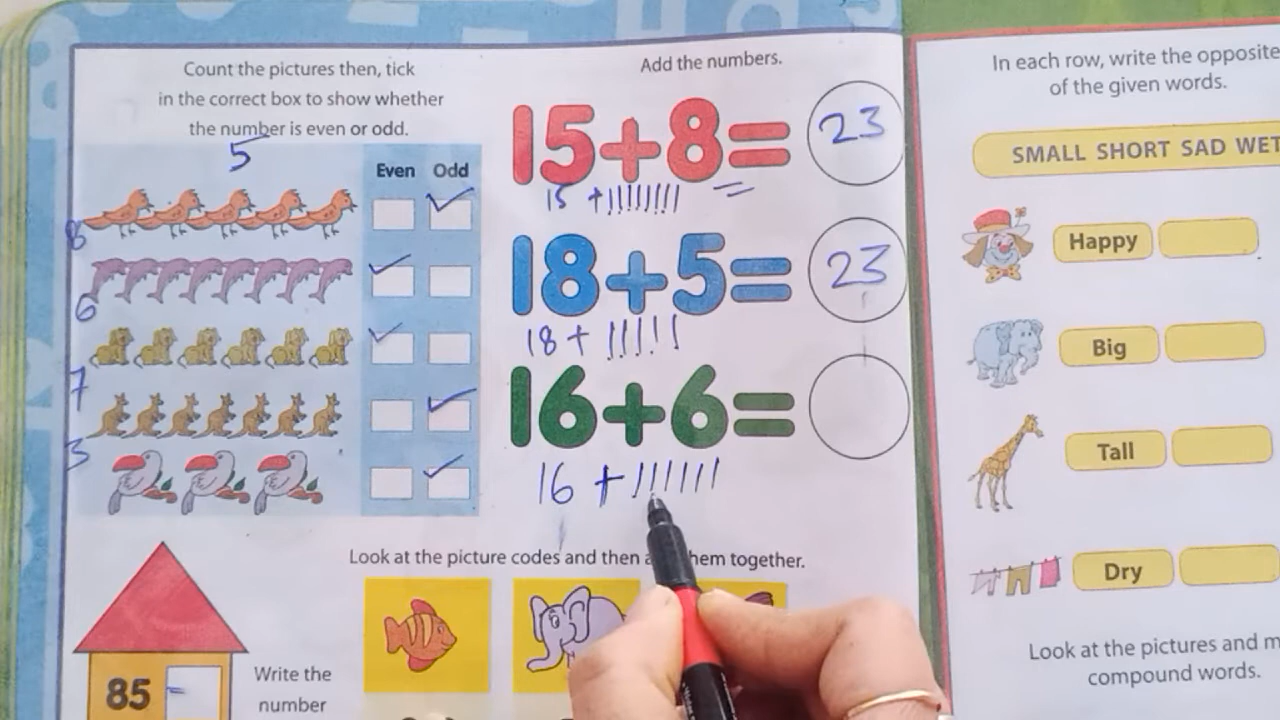 Count the pictures then, tick
in the correct box to show whether
the number is even or odd.
5
Even Odd
8
6
7
3
Add the numbers.
15+8= 23
15 + ||||||||
18+5= 23
18 + |||||
16+6=
16 + ||||||
Look at the picture codes and then them together.
85
Write the
number
In each row, write the opposite
of the given words.
SMALL SHORT SAD WET
Happy
Big
Tall
Dry
Look at the pictures and
compound words.